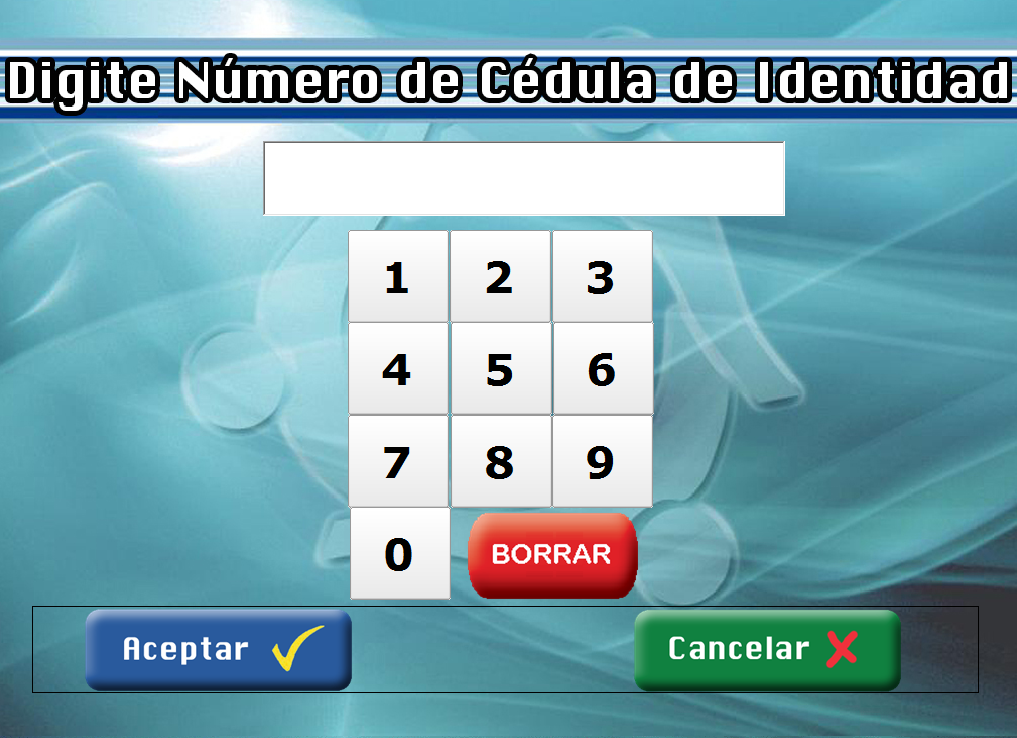 Digite Número de Cédula de Identidad
1 2 3
4 5 6
7 8 9
0 BORRAR
Aceptar Cancelar